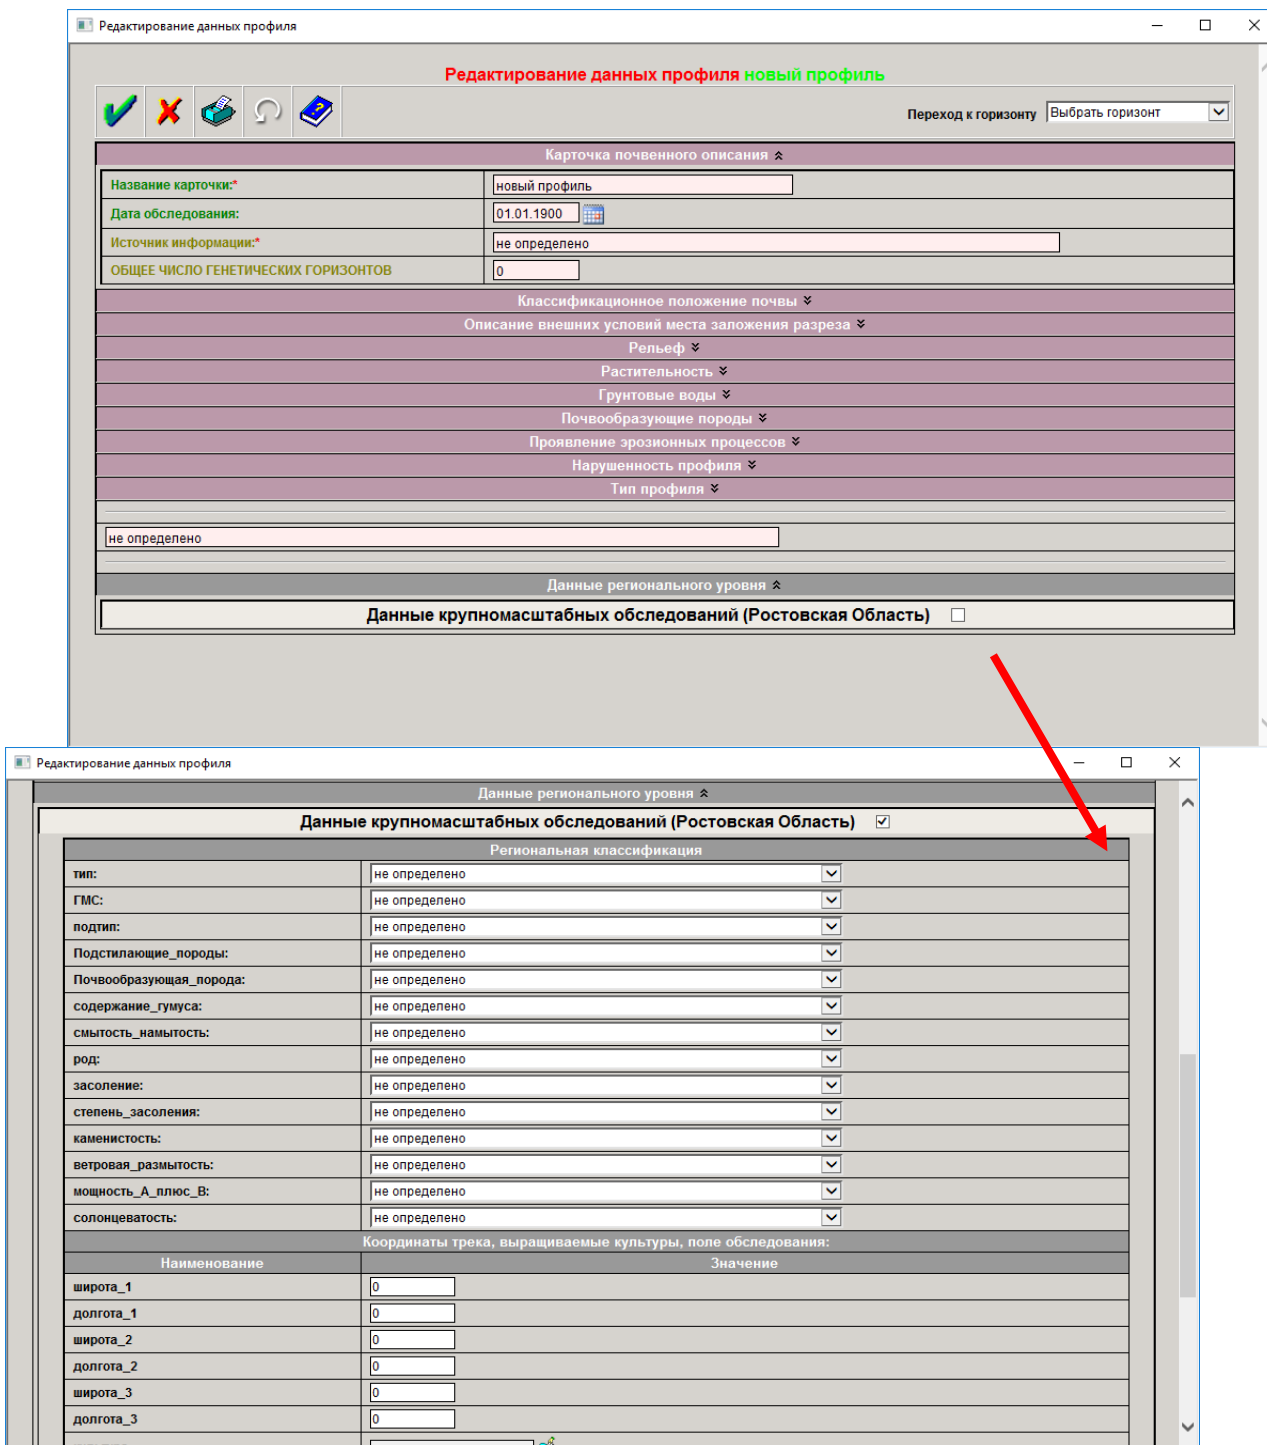 Редактирование данных профиля
Редактирование данных профиля новый профиль
Переход к горизонту Выбрать горизонт
Карточка почвенного описания
Название карточки:* новый профиль
Дата обследования: 01.01.1900
Источник информации:* не определено
ОБЩЕЕ ЧИСЛО ГЕНЕТИЧЕСКИХ ГОРИЗОНТОВ 0
Классификационное положение почвы
Описание внешних условий места заложения разреза
Рельеф
Растительность
Грунтовые воды
Почвообразующие породы
Проявление эрозионных процессов
Нарушенность профиля
Тип профиля
не определено
Данные регионального уровня
Данные крупномасштабных обследований (Ростовская Область)
Редактирование данных профиля
Данные регионального уровня
Данные крупномасштабных обследований (Ростовская Область)
Региональная классификация
тип: не определено
ГМС: не определено
подтип: не определено
Подстилающие_породы: не определено
Почвообразующая_порода: не определено
содержание_гумуса: не определено
смытость_намытость: не определено
род: не определено
засоление: не определено
степень_засоления: не определено
каменистость: не определено
ветровая_размытость: не определено
мощность_А_плюс_В: не определено
солонцеватость: не определено
Координаты трека, выращиваемые культуры, поле обследования:
Наименование Значение
широта_1 0
долгота_1 0
широта_2 0
долгота_2 0
широта_3 0
долгота_3 0